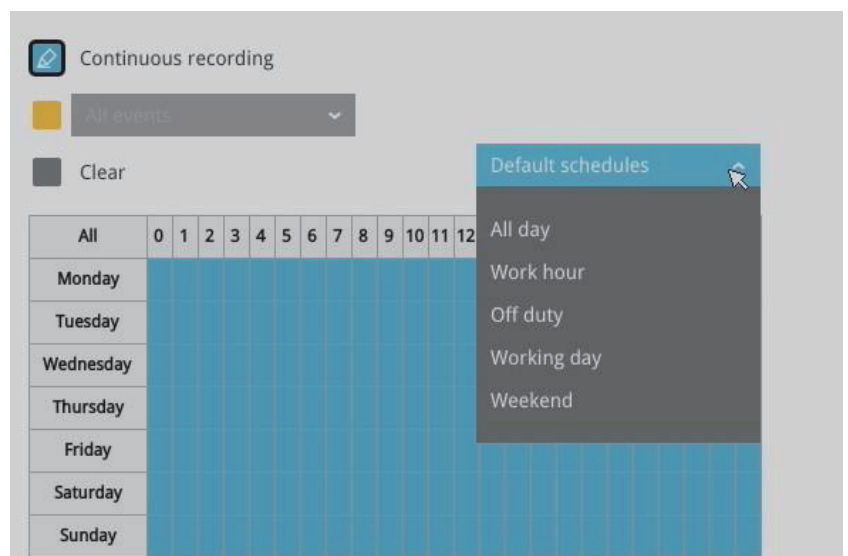 Continuous recording
All events
Clear
Default schedules
All day
Work hour
Off duty
Working day
Weekend
All 0 1 2 3 4 5 6 7 8 9 10 11 12
Monday
Tuesday
Wednesday
Thursday
Friday
Saturday
Sunday